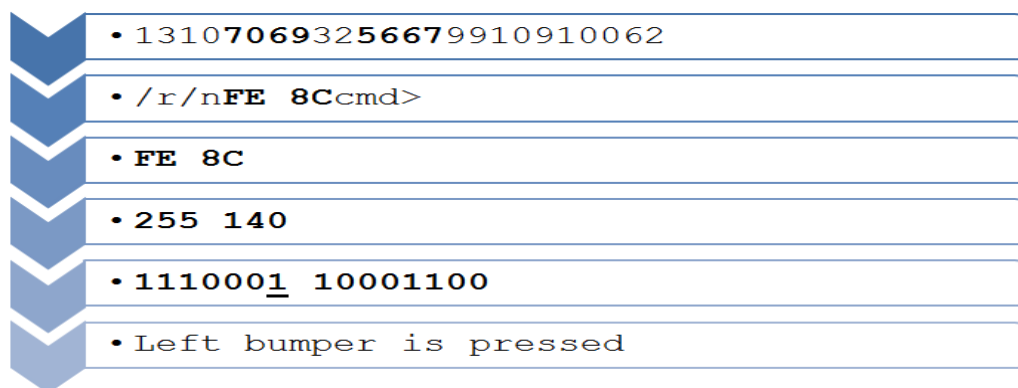 • 131070693256679910910062
• /r/nFE 8Ccmd>
• FE 8C
• 255 140
• 1110001 10001100
• Left bumper is pressed